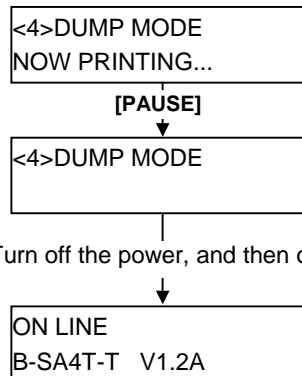 <4>DUMP MODE
NOW PRINTING...
[PAUSE]
<4>DUMP MODE
Turn off the power, and then
ON LINE
B-SA4T-T V1.2A